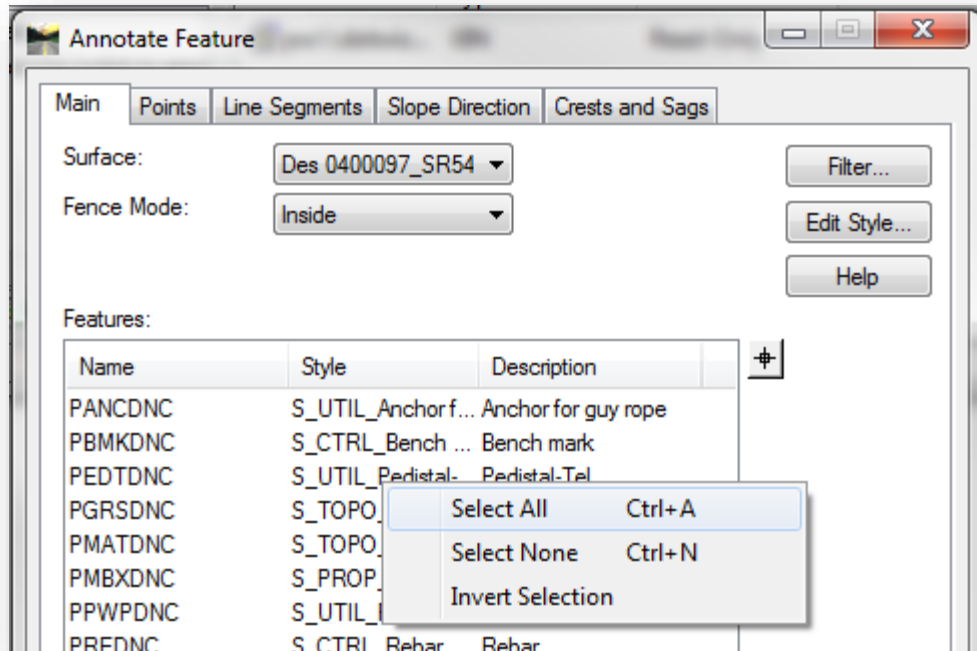 Annotate Feature
Main Points Line Segments Slope Direction Crests and Sags
Surface: Des 0400097_SR54 Filter...
Fence Mode: Inside Edit Style...
Help
Features:
Name Style Description
PANCDNC S_UTIL_Anchor f... Anchor for guy rope
PBMKDNC S_CTRL_Bench ... Bench mark
PEDTDNC S_UTIL_Pedistal- Pedistal-Tel
PGRSDNC S_TOPO_ Select All Ctrl+A
PMATDNC S_TOPO_ Select None Ctrl+N
PMBXDNC S_PROP_ Invert Selection
PPWPDNC S_UTIL_
PREDNC S_CTRL_Rebar Rebar